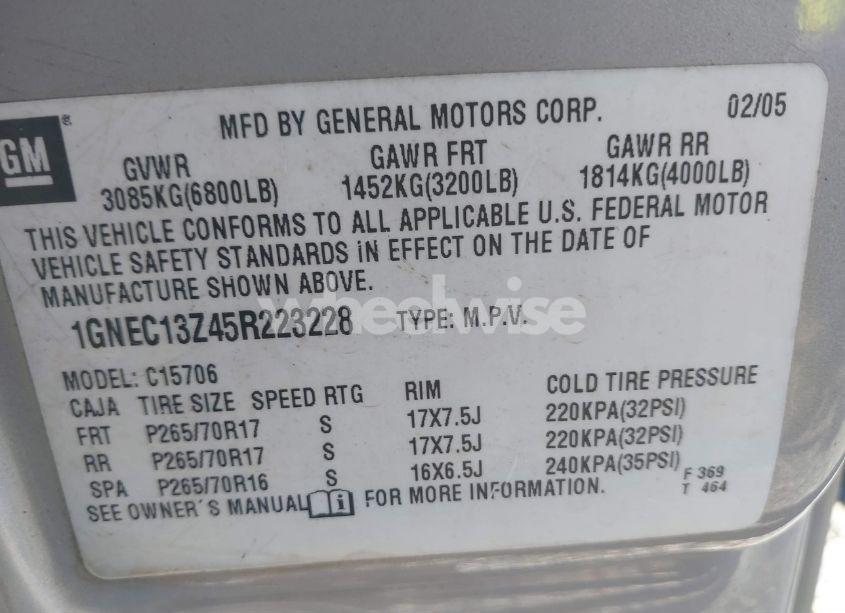 GM®
MFD BY GENERAL MOTORS CORP. 02/05
GVWR GAWR FRT GAWR RR
3085KG(6800LB) 1452KG(3200LB) 1814KG(4000LB)
THIS VEHICLE CONFORMS TO ALL APPLICABLE U.S. FEDERAL MOTOR
VEHICLE SAFETY STANDARDS IN EFFECT ON THE DATE OF
MANUFACTURE SHOWN ABOVE.
wheelwise
1GNEC13Z45R223228 TYPE: M.P.V.
MODEL: C15706
CAJA TIRE SIZE SPEED RTG RIM COLD TIRE PRESSURE
FRT P265/70R17 S 17X7.5J 220KPA(32PSI)
RR P265/70R17 S 17X7.5J 220KPA(32PSI)
SPA P265/70R16 S 16X6.5J 240KPA(35PSI)
F 369
T 464
SEE OWNER'S MANUAL i FOR MORE INFORMATION.